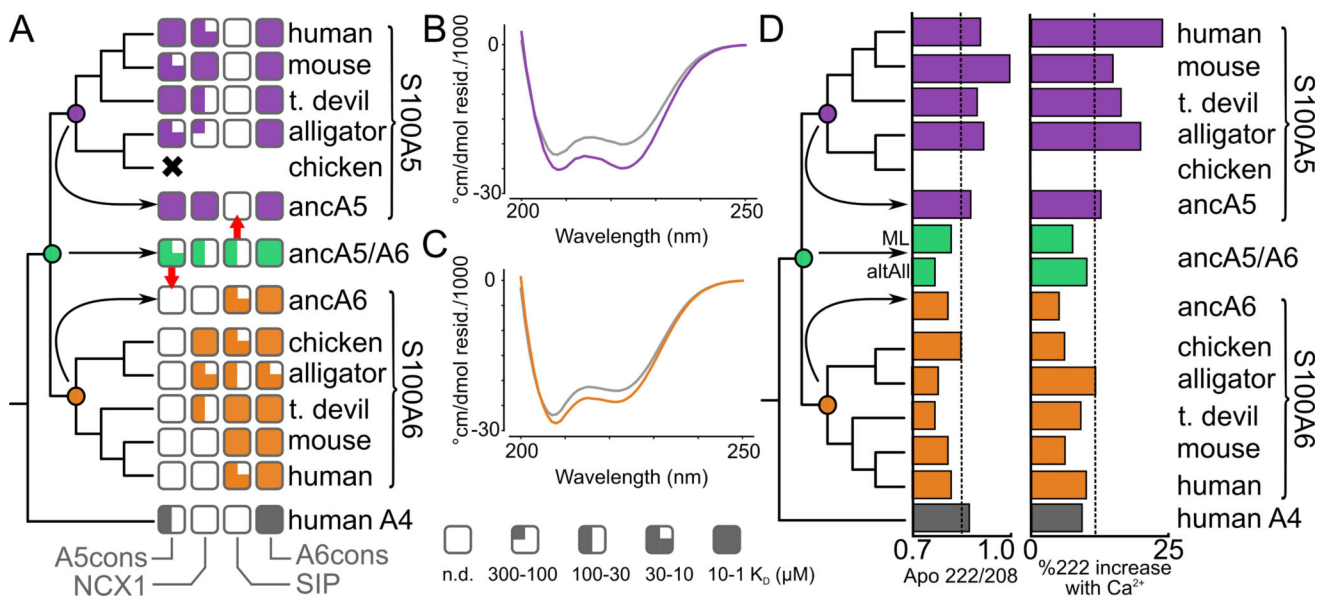 A
human
mouse
t. devil
alligator
chicken
ancA5
S100A5
ancA5/A6
ancA6
chicken
alligator
t. devil
mouse
human
S100A6
human A4
A5cons
NCX1
SIP
A6cons
B
0
-30
°cm/dmol resid./1000
200
250
Wavelength (nm)
C
0
-30
°cm/dmol resid./1000
200
250
Wavelength (nm)
n.d.
300-100
100-30
30-10
10-1 K_D (µM)
D
human
mouse
t. devil
alligator
chicken
ancA5
S100A5
ML
altAll
ancA5/A6
ancA6
chicken
alligator
t. devil
mouse
human
S100A6
human A4
0.7
1.0
Apo 222/208
0
25
%222 increase
with Ca²⁺